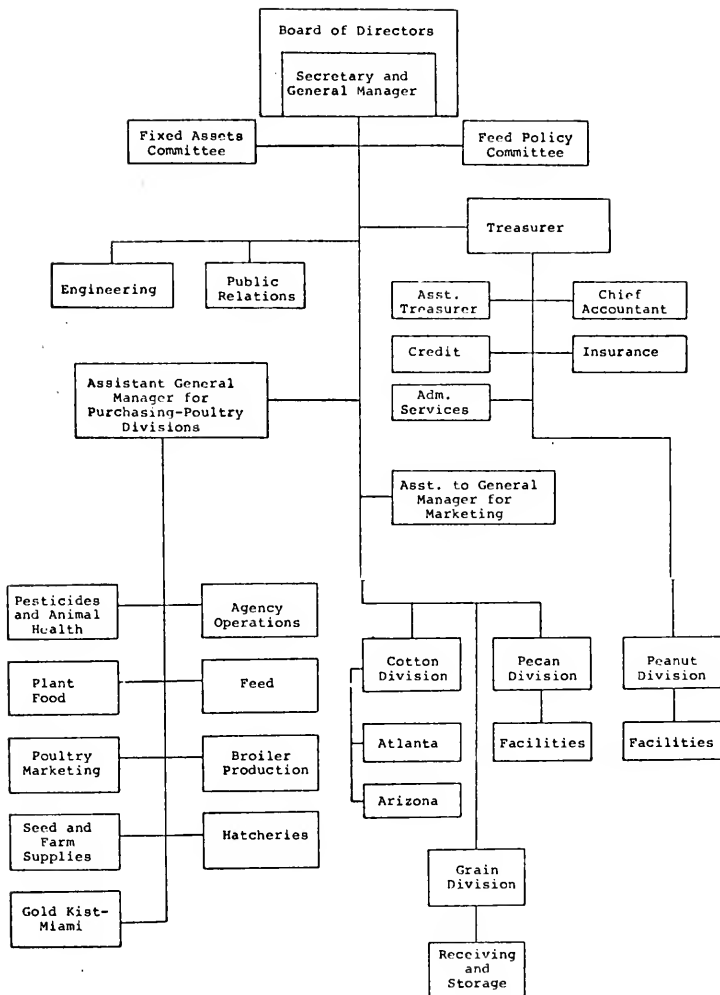 Board of Directors
Secretary and
General Manager
Fixed Assets
Committee
Feed Policy
Committee
Treasurer
Engineering
Public
Relations
Asst.
Treasurer
Chief
Accountant
Credit
Insurance
Adm.
Services
Assistant General
Manager for
Purchasing-Poultry
Divisions
Asst. to General
Manager for
Marketing
Pesticides
and Animal
Health
Agency
Operations
Plant
Food
Feed
Poultry
Marketing
Broiler
Production
Seed and
Farm
Supplies
Hatcheries
Gold Kist-
Miami
Cotton
Division
Pecan
Division
Peanut
Division
Atlanta
Facilities
Facilities
Arizona
Grain
Division
Receiving
and
Storage